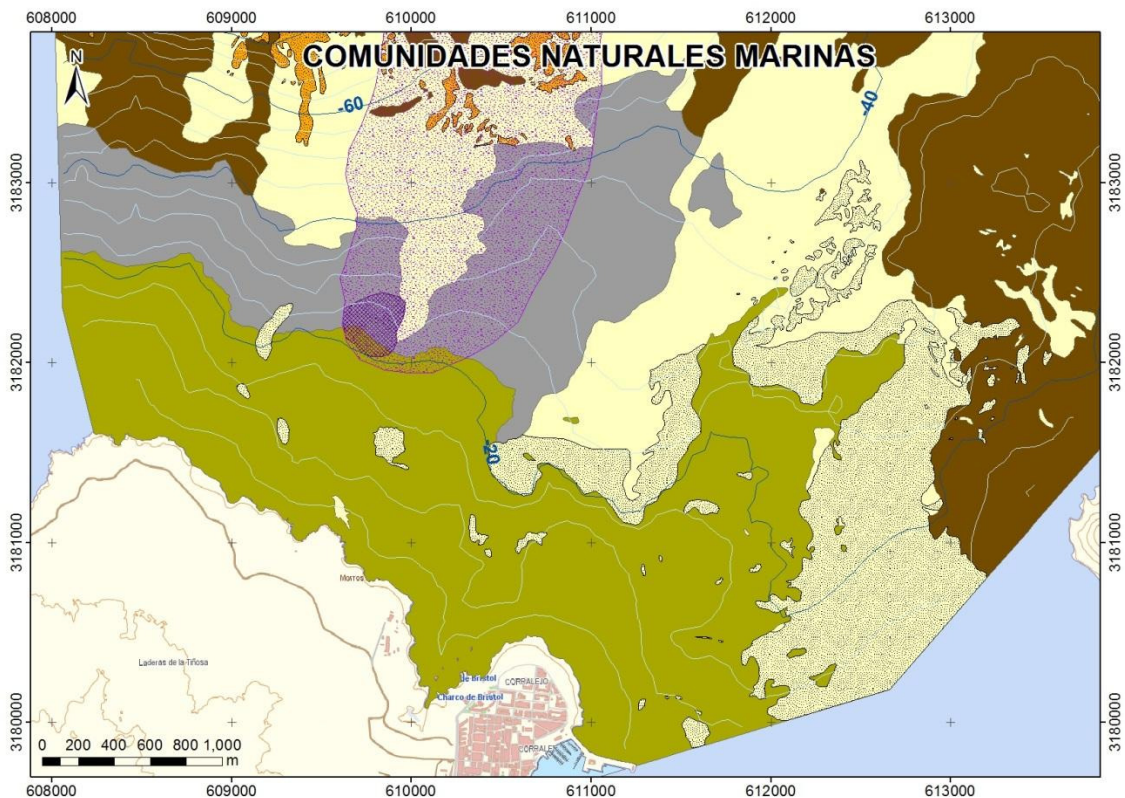 608000 609000 610000 611000 612000 613000
COMUNIDADES NATURALES MARINAS
N
-60
-40
3183000
3183000
3182000
3182000
-20
3181000
3181000
Morros
Laderas de la Tiñosa
de Bristol
CORRALEJO
Charco de Bristol
3180000
3180000
CORRALEJ
0 200 400 600 800 1,000
m
608000 609000 610000 611000 612000 613000